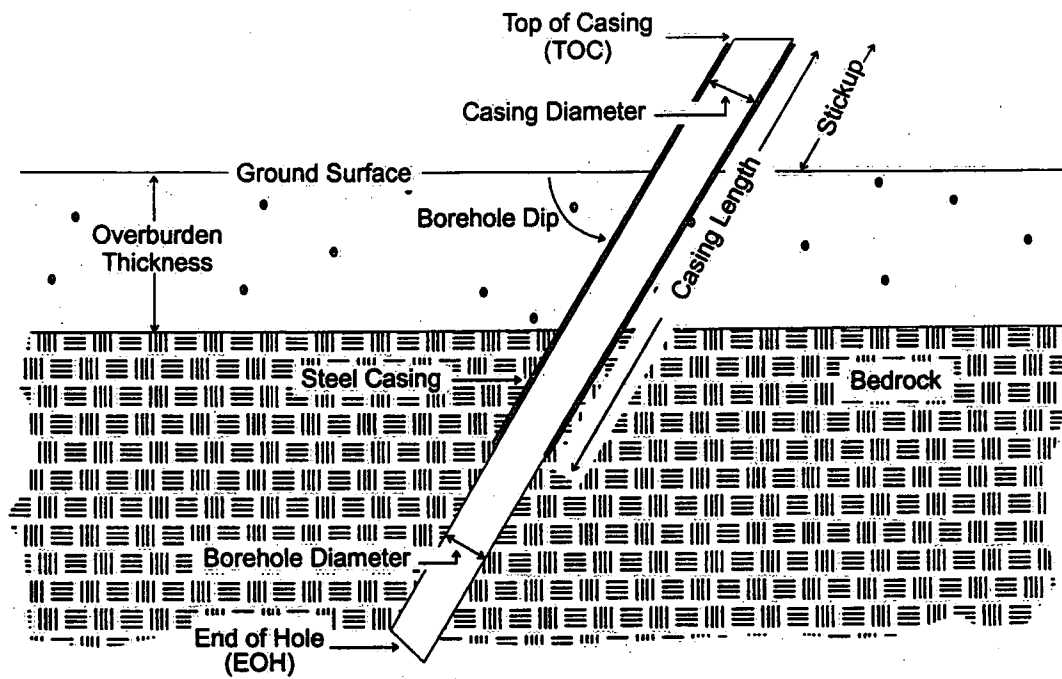 Top of Casing
(TOC)
Casing Diameter
Stickup
Ground Surface
Borehole Dip
Casing Length
Overburden
Thickness
Steel Casing
Bedrock
Borehole Diameter
End of Hole
(EOH)